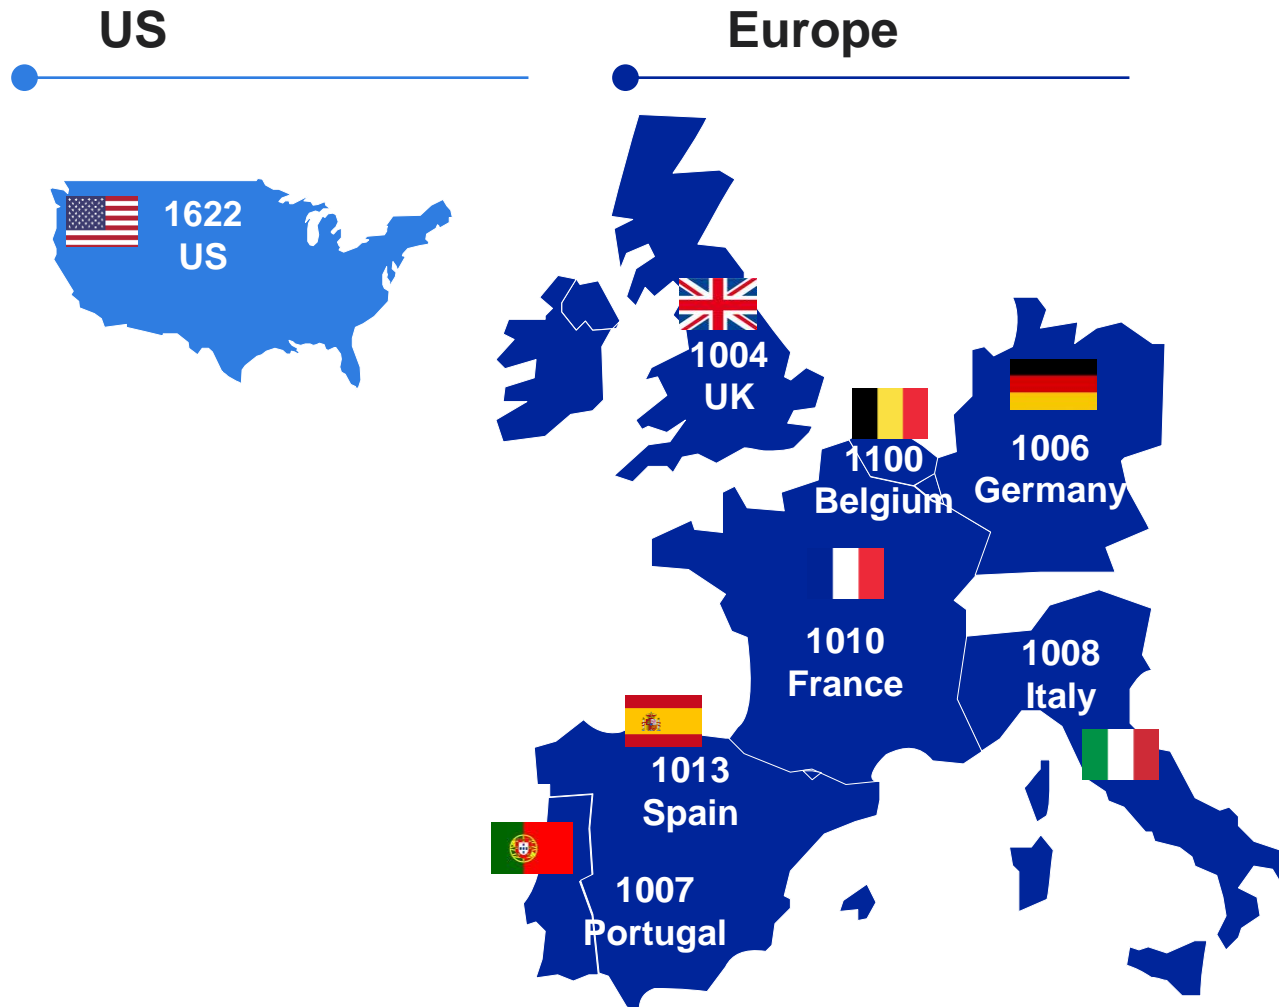 US
Europe
1622
US
1004
UK
1100
Belgium
1006
Germany
1010
France
1008
Italy
1013
Spain
1007
Portugal